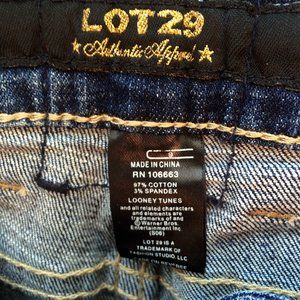 LOT29
Authentic Apparel
MADE IN CHINA
RN 106663
97% COTTON
3% SPANDEX
LOONEY TUNES
and all related characters
and elements are
trademarks of
© Warner Bros.
Entertainment Inc
(S06)
LOT 29 IS A
TRADEMARK OF
FASHION STUDIO, LLC
REVERSE